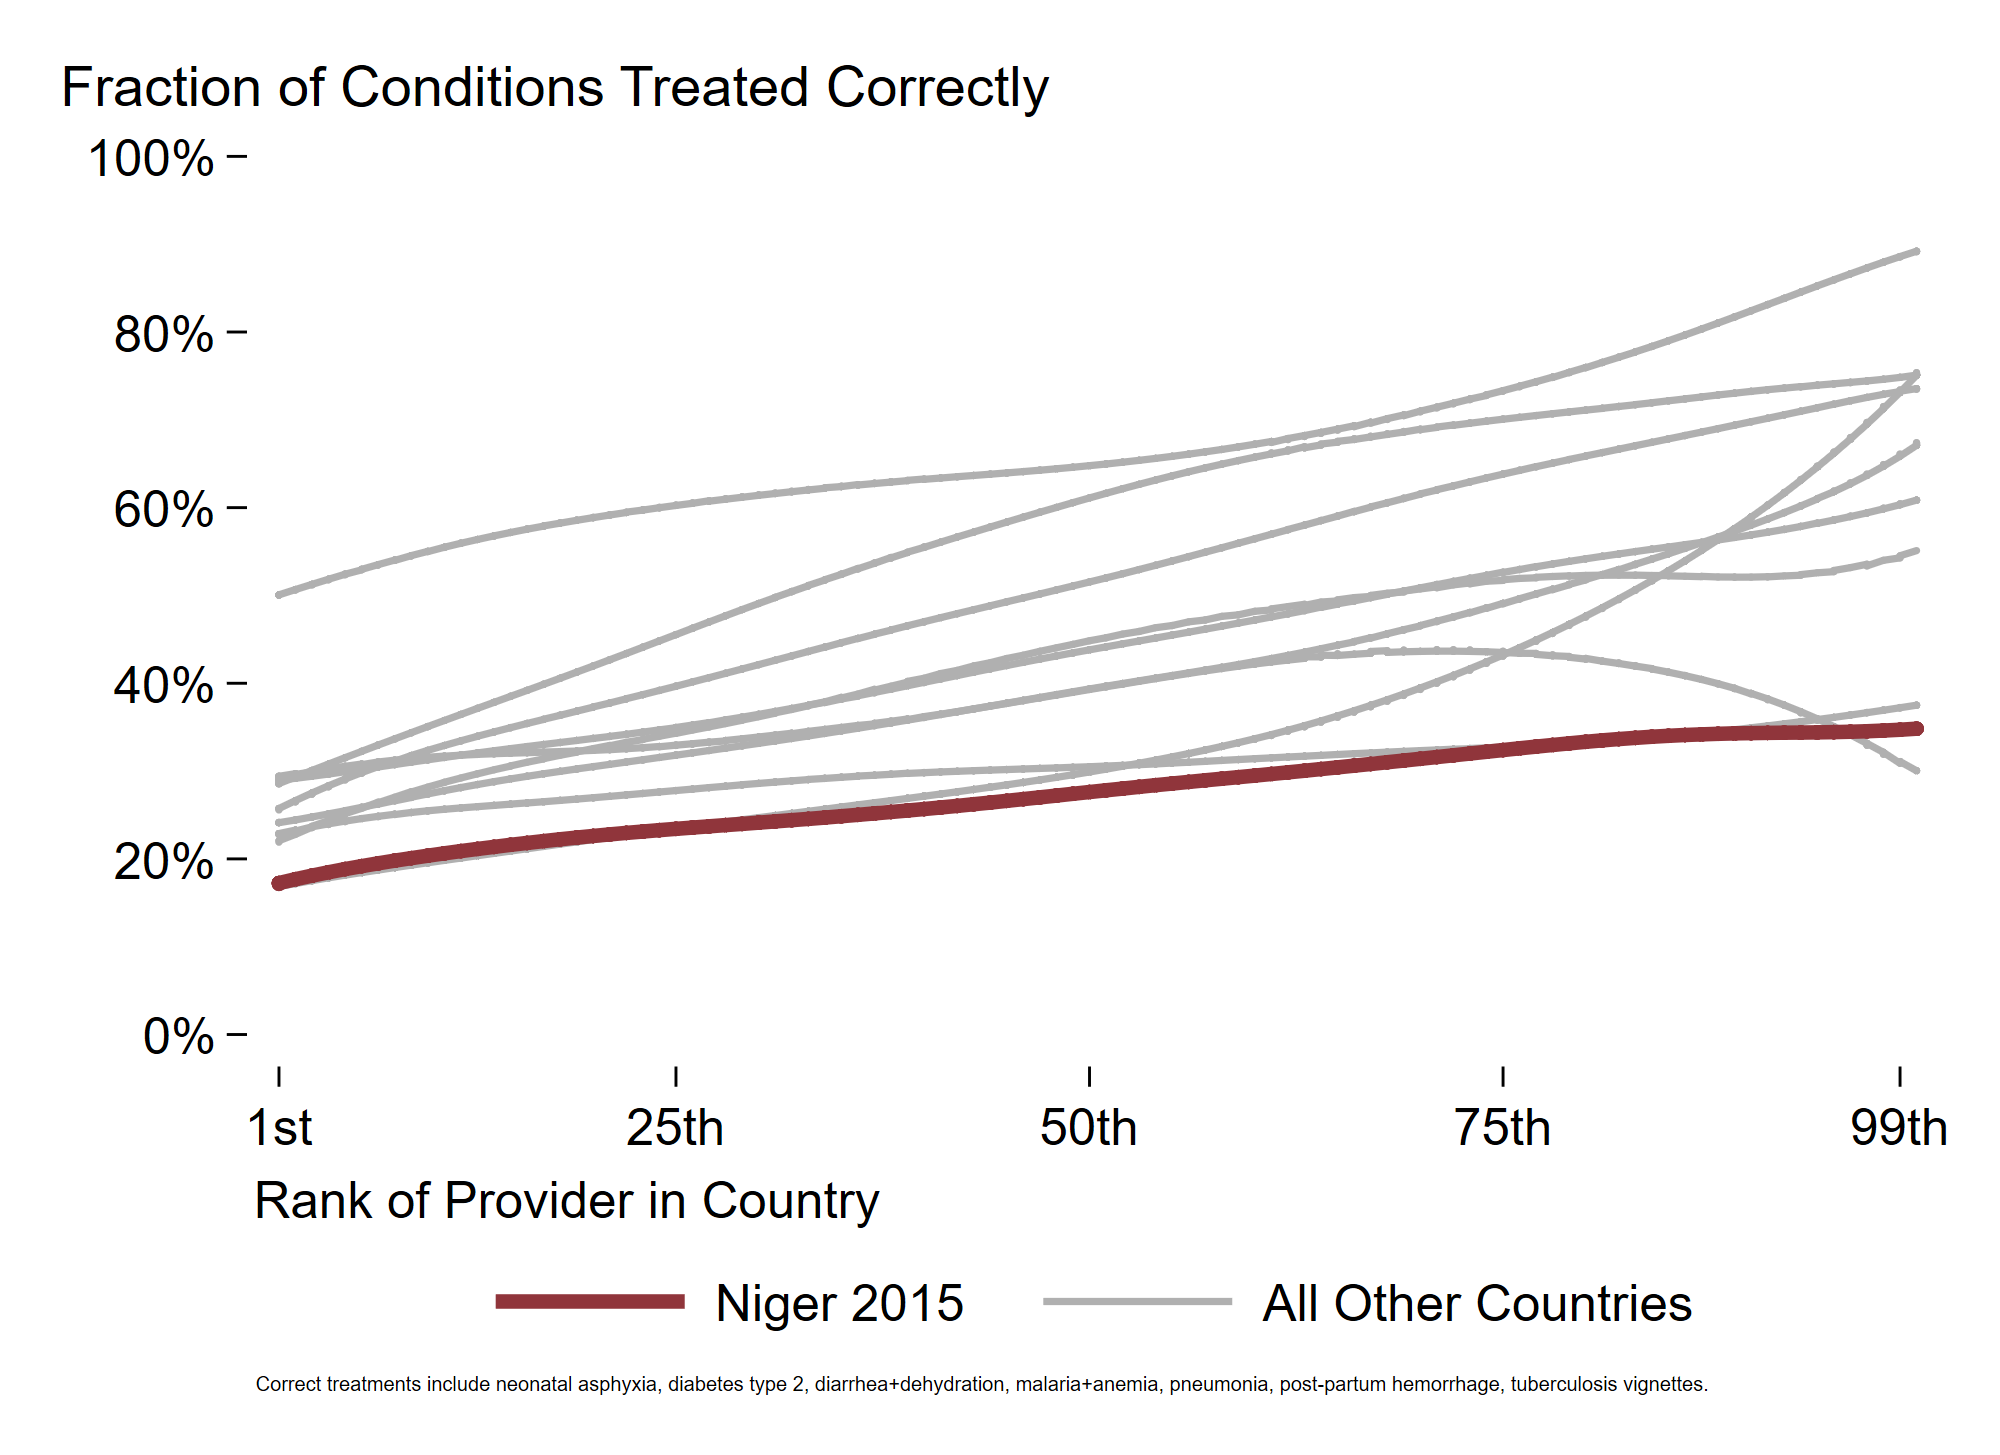 Fraction of Conditions Treated Correctly
100%
80%
60%
40%
20%
0%
1st 25th 50th 75th 99th
Rank of Provider in Country
Niger 2015 All Other Countries
Correct treatments include neonatal asphyxia, diabetes type 2, diarrhea+dehydration, malaria+anemia, pneumonia, post-partum hemorrhage, tuberculosis vignettes.